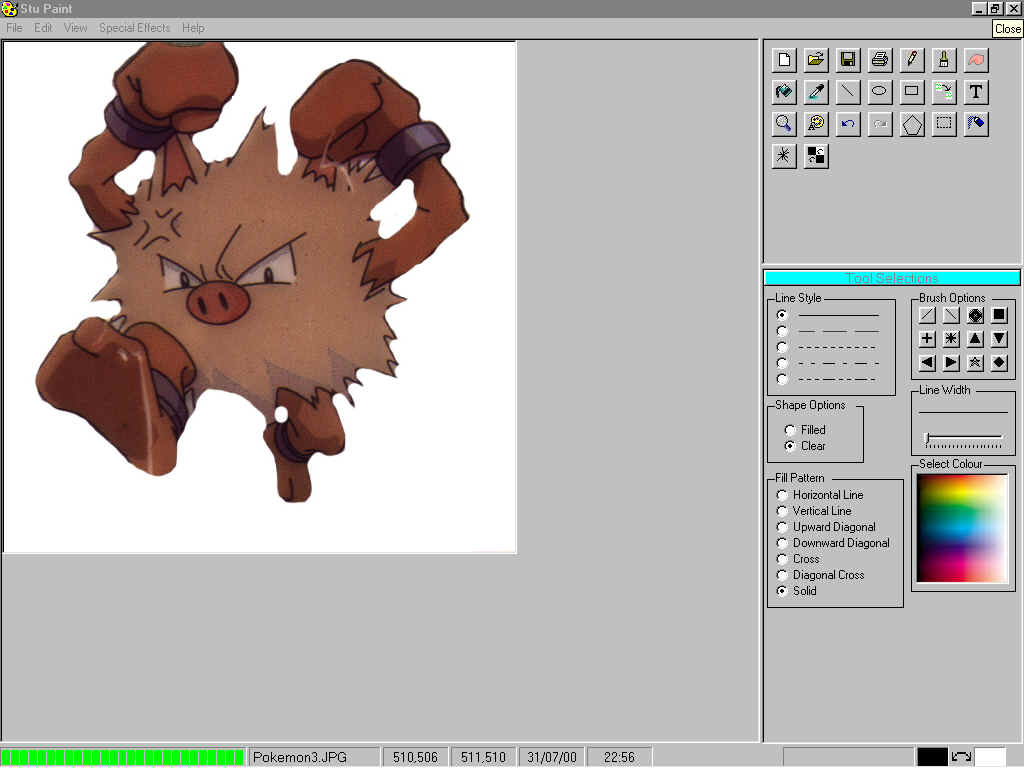 Stu Paint
File Edit View Special Effects Help
Close
T
Tool Selections
Line Style
Brush Options
Line Width
Shape Options
Filled
Clear
Select Colour
Fill Pattern
Horizontal Line
Vertical Line
Upward Diagonal
Downward Diagonal
Cross
Diagonal Cross
Solid
Pokemon3.JPG 510,506 511,510 31/07/00 22:56